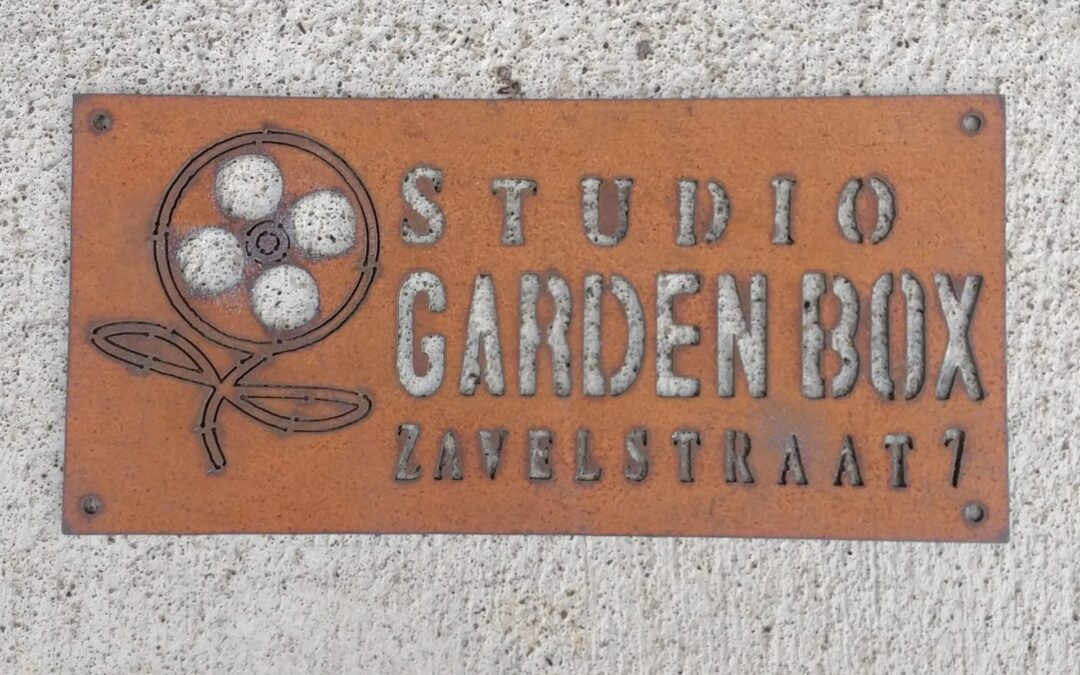 STUDIO
GARDEN BOX
ZAVELSTRAAT 7